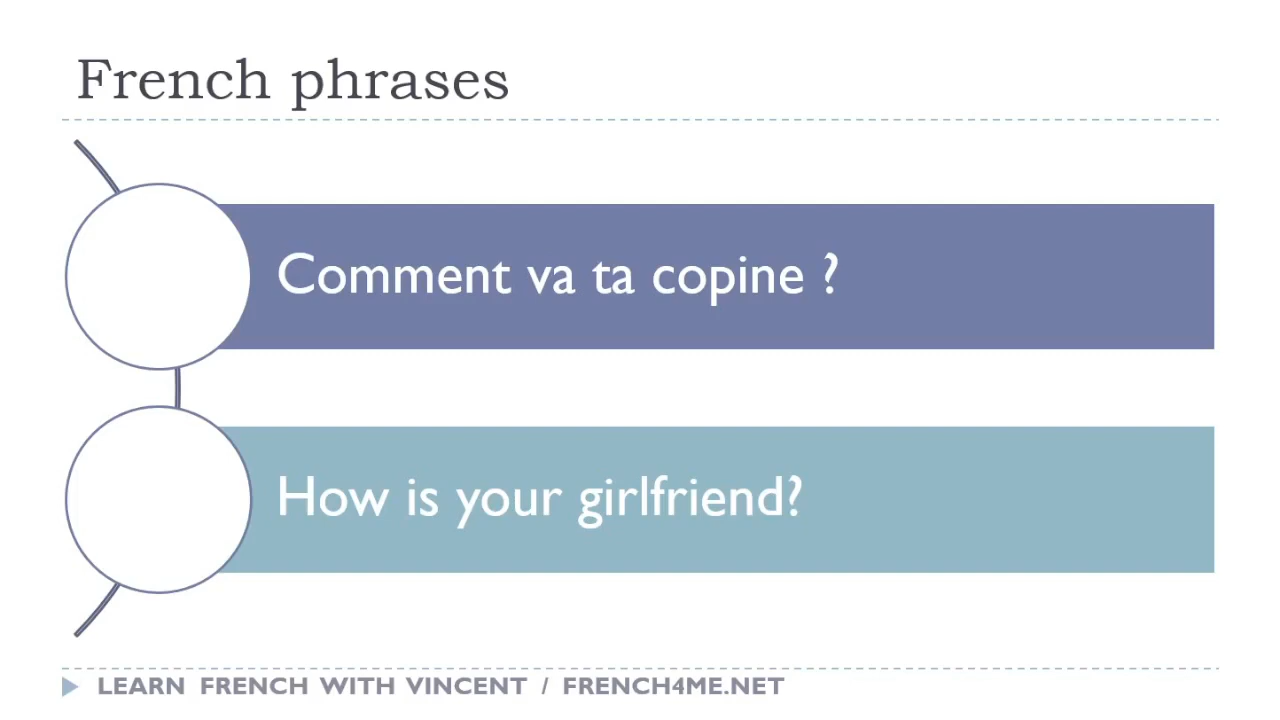 French phrases
Comment va ta copine ?
How is your girlfriend?
LEARN FRENCH WITH VINCENT / FRENCH4ME.NET